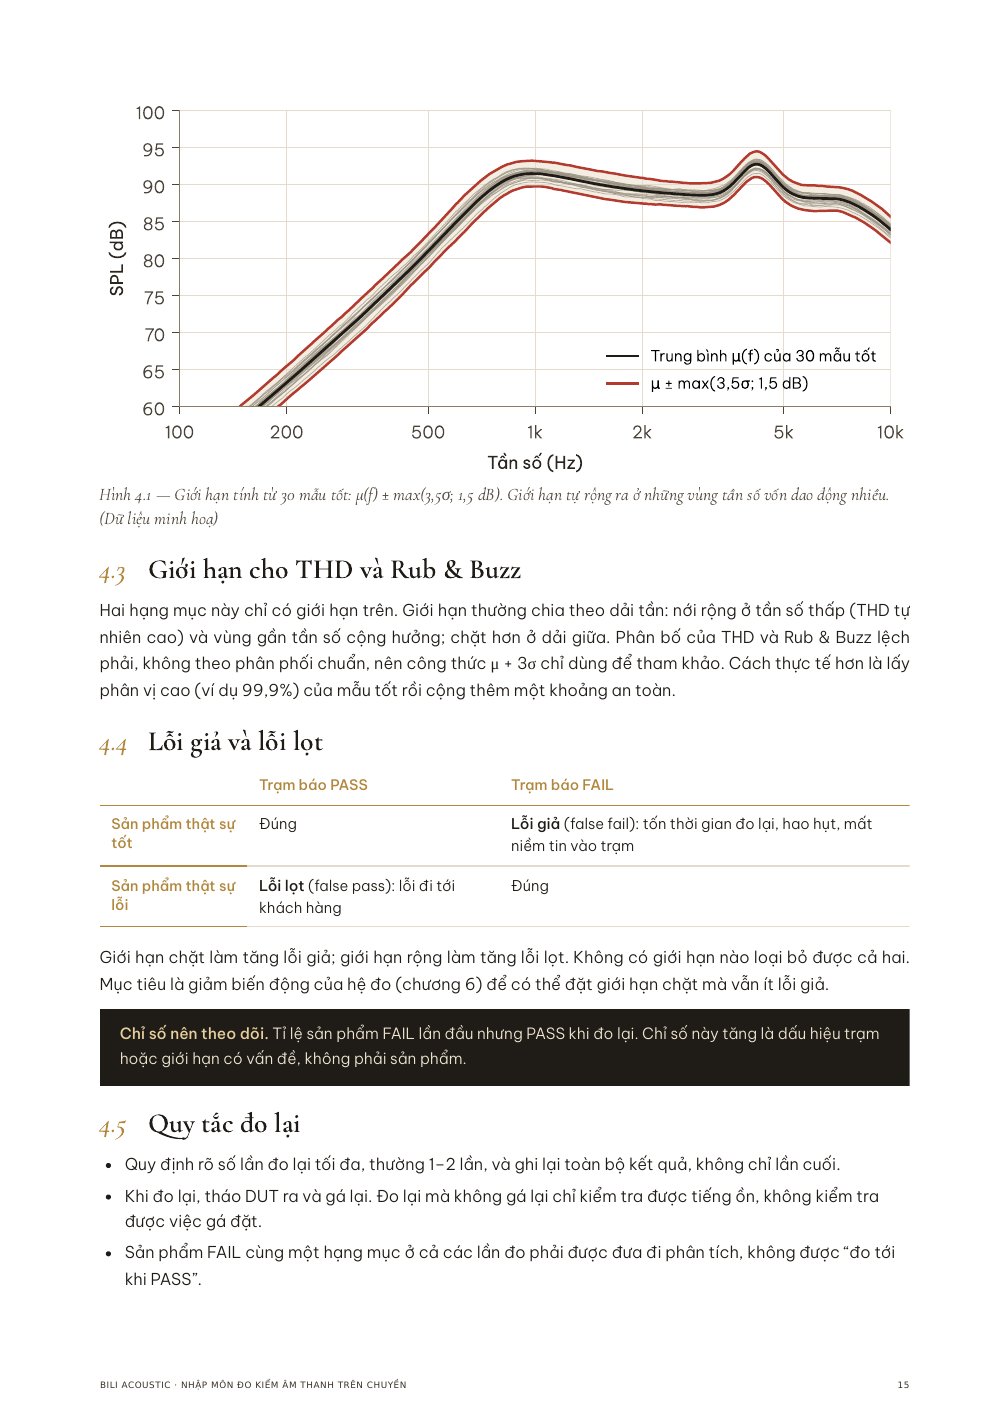 100
95
90
85
80
75
70
65
60
SPL (dB)
Trung bình µ(f) của 30 mẫu tốt
µ ± max(3,5σ; 1,5 dB)
100 200 500 1k 2k 5k 10k
Tần số (Hz)
Hình 4.1 — Giới hạn tính từ 30 mẫu tốt: µ(f) ± max(3,5σ; 1,5 dB). Giới hạn tự rộng ra ở những vùng tần số vốn dao động nhiều.
(Dữ liệu minh hoạ)
4.3 Giới hạn cho THD và Rub & Buzz
Hai hạng mục này chỉ có giới hạn trên. Giới hạn thường chia theo dải tần: nới rộng ở tần số thấp (THD tự
nhiên cao) và vùng gần tần số cộng hưởng; chặt hơn ở dải giữa. Phân bố của THD và Rub & Buzz lệch
phải, không theo phân phối chuẩn, nên công thức µ + 3σ chỉ dùng để tham khảo. Cách thực tế hơn là lấy
phân vị cao (ví dụ 99,9%) của mẫu tốt rồi cộng thêm một khoảng an toàn.
4.4 Lỗi giả và lỗi lọt
Trạm báo PASS Trạm báo FAIL
Sản phẩm thật sự
tốt
Đúng
Lỗi giả (false fail): tốn thời gian đo lại, hao hụt, mất
niềm tin vào trạm
Sản phẩm thật sự
lỗi
Lỗi lọt (false pass): lỗi đi tới
khách hàng
Đúng
Giới hạn chặt làm tăng lỗi giả; giới hạn rộng làm tăng lỗi lọt. Không có giới hạn nào loại bỏ được cả hai.
Mục tiêu là giảm biến động của hệ đo (chương 6) để có thể đặt giới hạn chặt mà vẫn ít lỗi giả.
Chỉ số nên theo dõi. Tỉ lệ sản phẩm FAIL lần đầu nhưng PASS khi đo lại. Chỉ số này tăng là dấu hiệu trạm
hoặc giới hạn có vấn đề, không phải sản phẩm.
4.5 Quy tắc đo lại
• Quy định rõ số lần đo lại tối đa, thường 1–2 lần, và ghi lại toàn bộ kết quả, không chỉ lần cuối.
• Khi đo lại, tháo DUT ra và gá lại. Đo lại mà không gá lại chỉ kiểm tra được tiếng ồn, không kiểm tra
được việc gá đặt.
• Sản phẩm FAIL cùng một hạng mục ở cả các lần đo phải được đưa đi phân tích, không được “đo tới
khi PASS”.
BILI ACOUSTIC · NHẬP MÔN ĐO KIỂM ÂM THANH TRÊN CHUYỀN 15